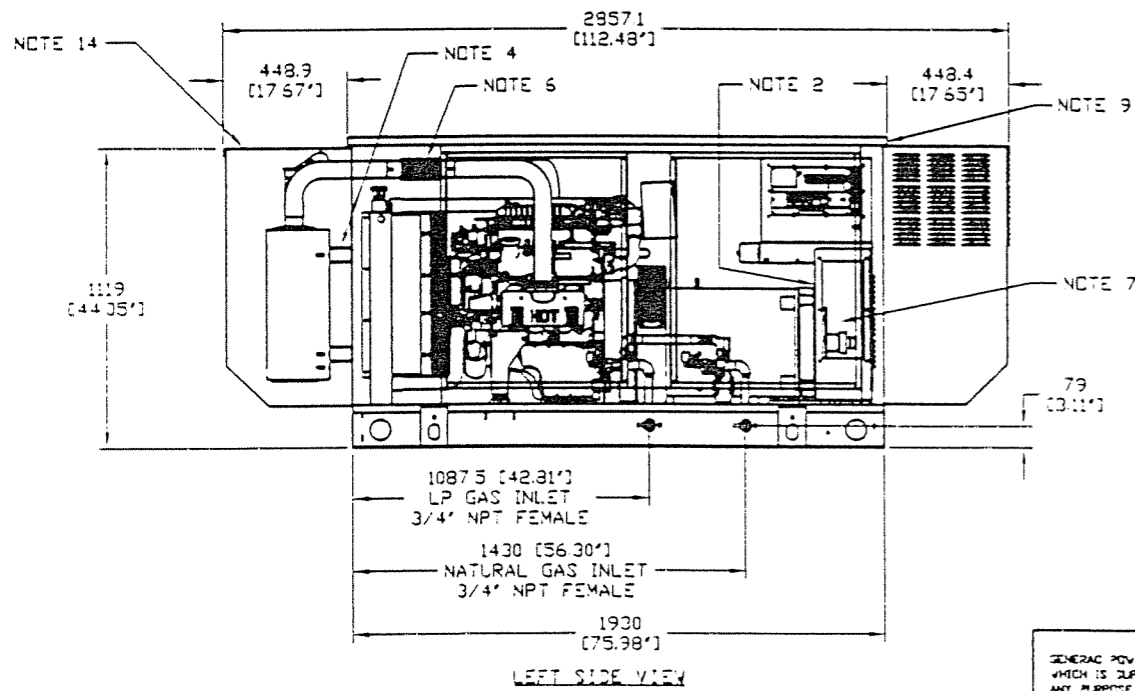 2857.1
[112.48"]
NOTE 14
NOTE 4
448.9
[17.67"]
NOTE 6
NOTE 2
448.4
[17.65"]
NOTE 9
1119
[44.05"]
HOT
NOTE 7
79
[3.11"]
1087.5 [42.81"]
LP GAS INLET
3/4" NPT FEMALE
1430 [56.30"]
NATURAL GAS INLET
3/4" NPT FEMALE
1930
[75.98"]
LEFT SIDE VIEW
GENERAC POW
WHICH IS SUP
ANY PURPOSE